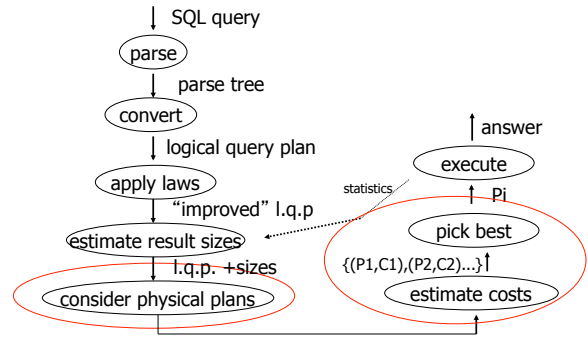 SQL query
parse
parse tree
convert
logical query plan
apply laws
“improved” l.q.p
estimate result sizes
l.q.p. +sizes
consider physical plans
answer
execute
statistics
Pi
pick best
{(P1,C1),(P2,C2)...}
estimate costs